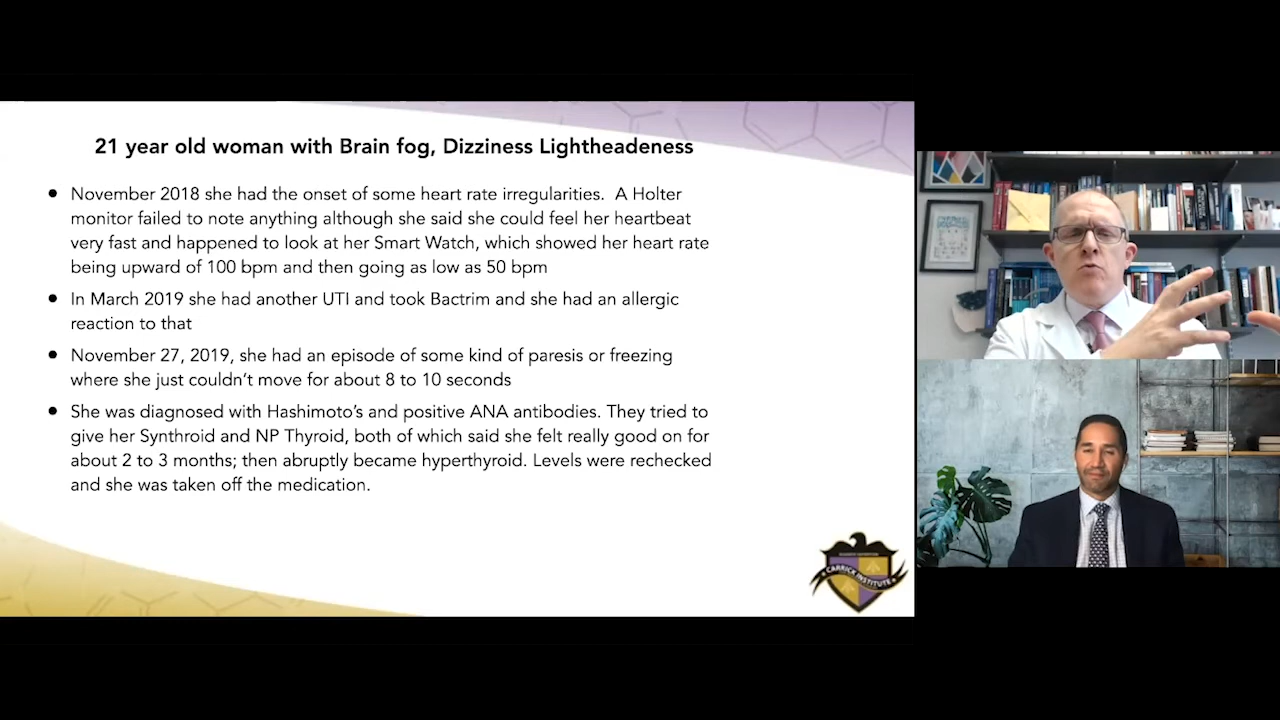 21 year old woman with Brain fog, Dizziness Lightheadeness
• November 2018 she had the onset of some heart rate irregularities. A Holter
monitor failed to note anything although she said she could feel her heartbeat
very fast and happened to look at her Smart Watch, which showed her heart rate
being upward of 100 bpm and then going as low as 50 bpm
• In March 2019 she had another UTI and took Bactrim and she had an allergic
reaction to that
• November 27, 2019, she had an episode of some kind of paresis or freezing
where she just couldn't move for about 8 to 10 seconds
• She was diagnosed with Hashimoto's and positive ANA antibodies. They tried to
give her Synthroid and NP Thyroid, both of which said she felt really good on for
about 2 to 3 months; then abruptly became hyperthyroid. Levels were rechecked
and she was taken off the medication.
CARRICK INSTITUTE